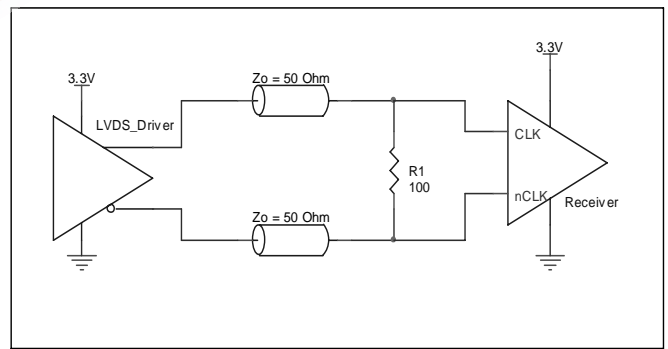 3.3V
3.3V
Zo = 50 Ohm
LVDS_Driver
CLK
R1
100
nCLK
Receiver
Zo = 50 Ohm